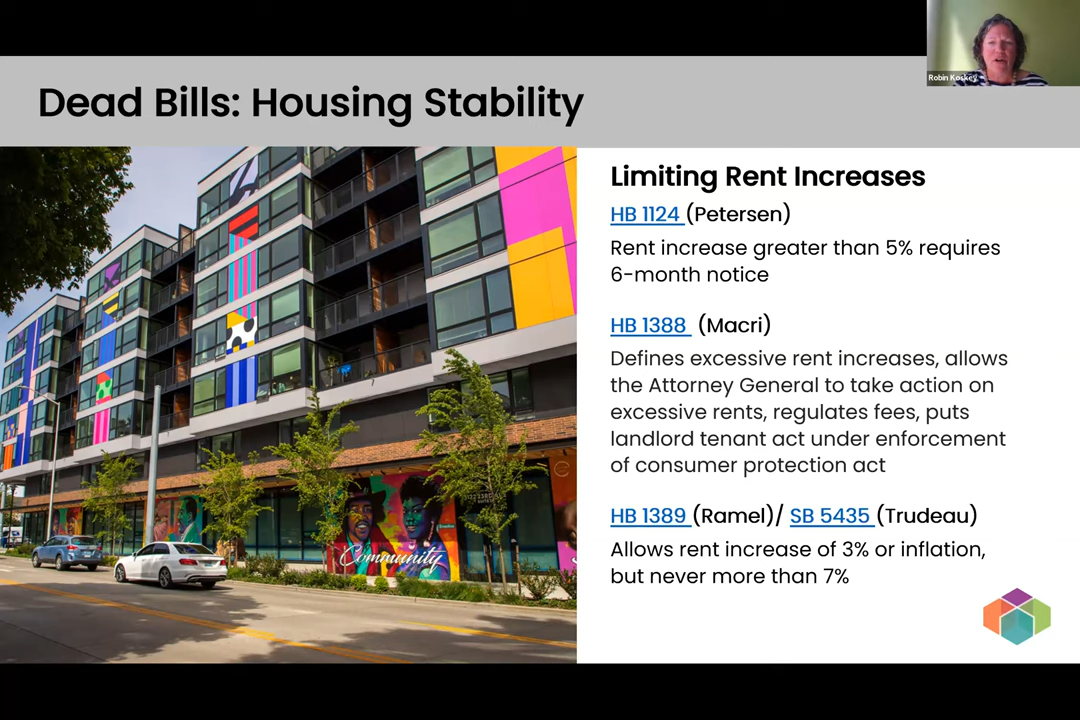 Robin Koskey
Dead Bills: Housing Stability
Limiting Rent Increases
HB 1124 (Petersen)
Rent increase greater than 5% requires
6-month notice
HB 1388 (Macri)
Defines excessive rent increases, allows
the Attorney General to take action on
excessive rents, regulates fees, puts
landlord tenant act under enforcement
of consumer protection act
HB 1389 (Ramel)/ SB 5435 (Trudeau)
Allows rent increase of 3% or inflation,
but never more than 7%
Community